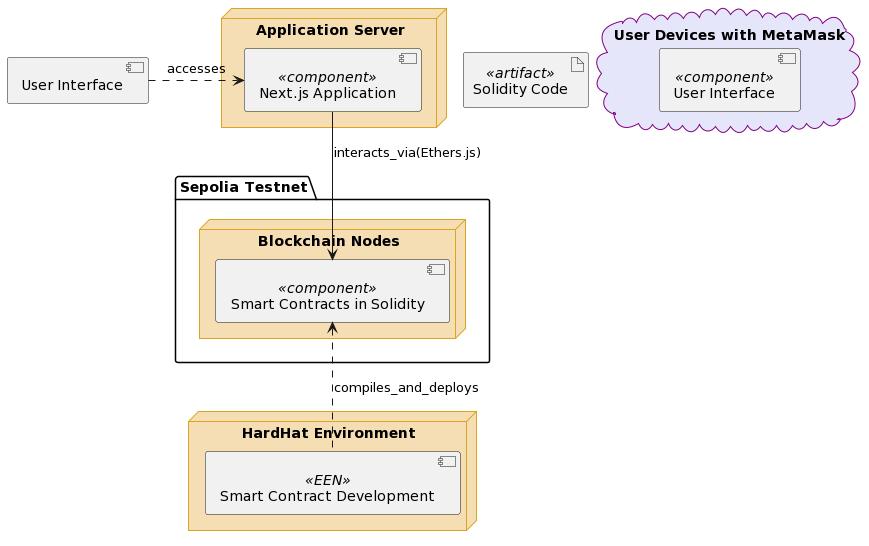 Application Server
User Devices with MetaMask
User Interface
accesses
«component»
Next.js Application
«artifact»
Solidity Code
«component»
User Interface
interacts_via(Ethers.js)
Sepolia Testnet
Blockchain Nodes
«component»
Smart Contracts in Solidity
compiles_and_deploys
HardHat Environment
«EEN»
Smart Contract Development